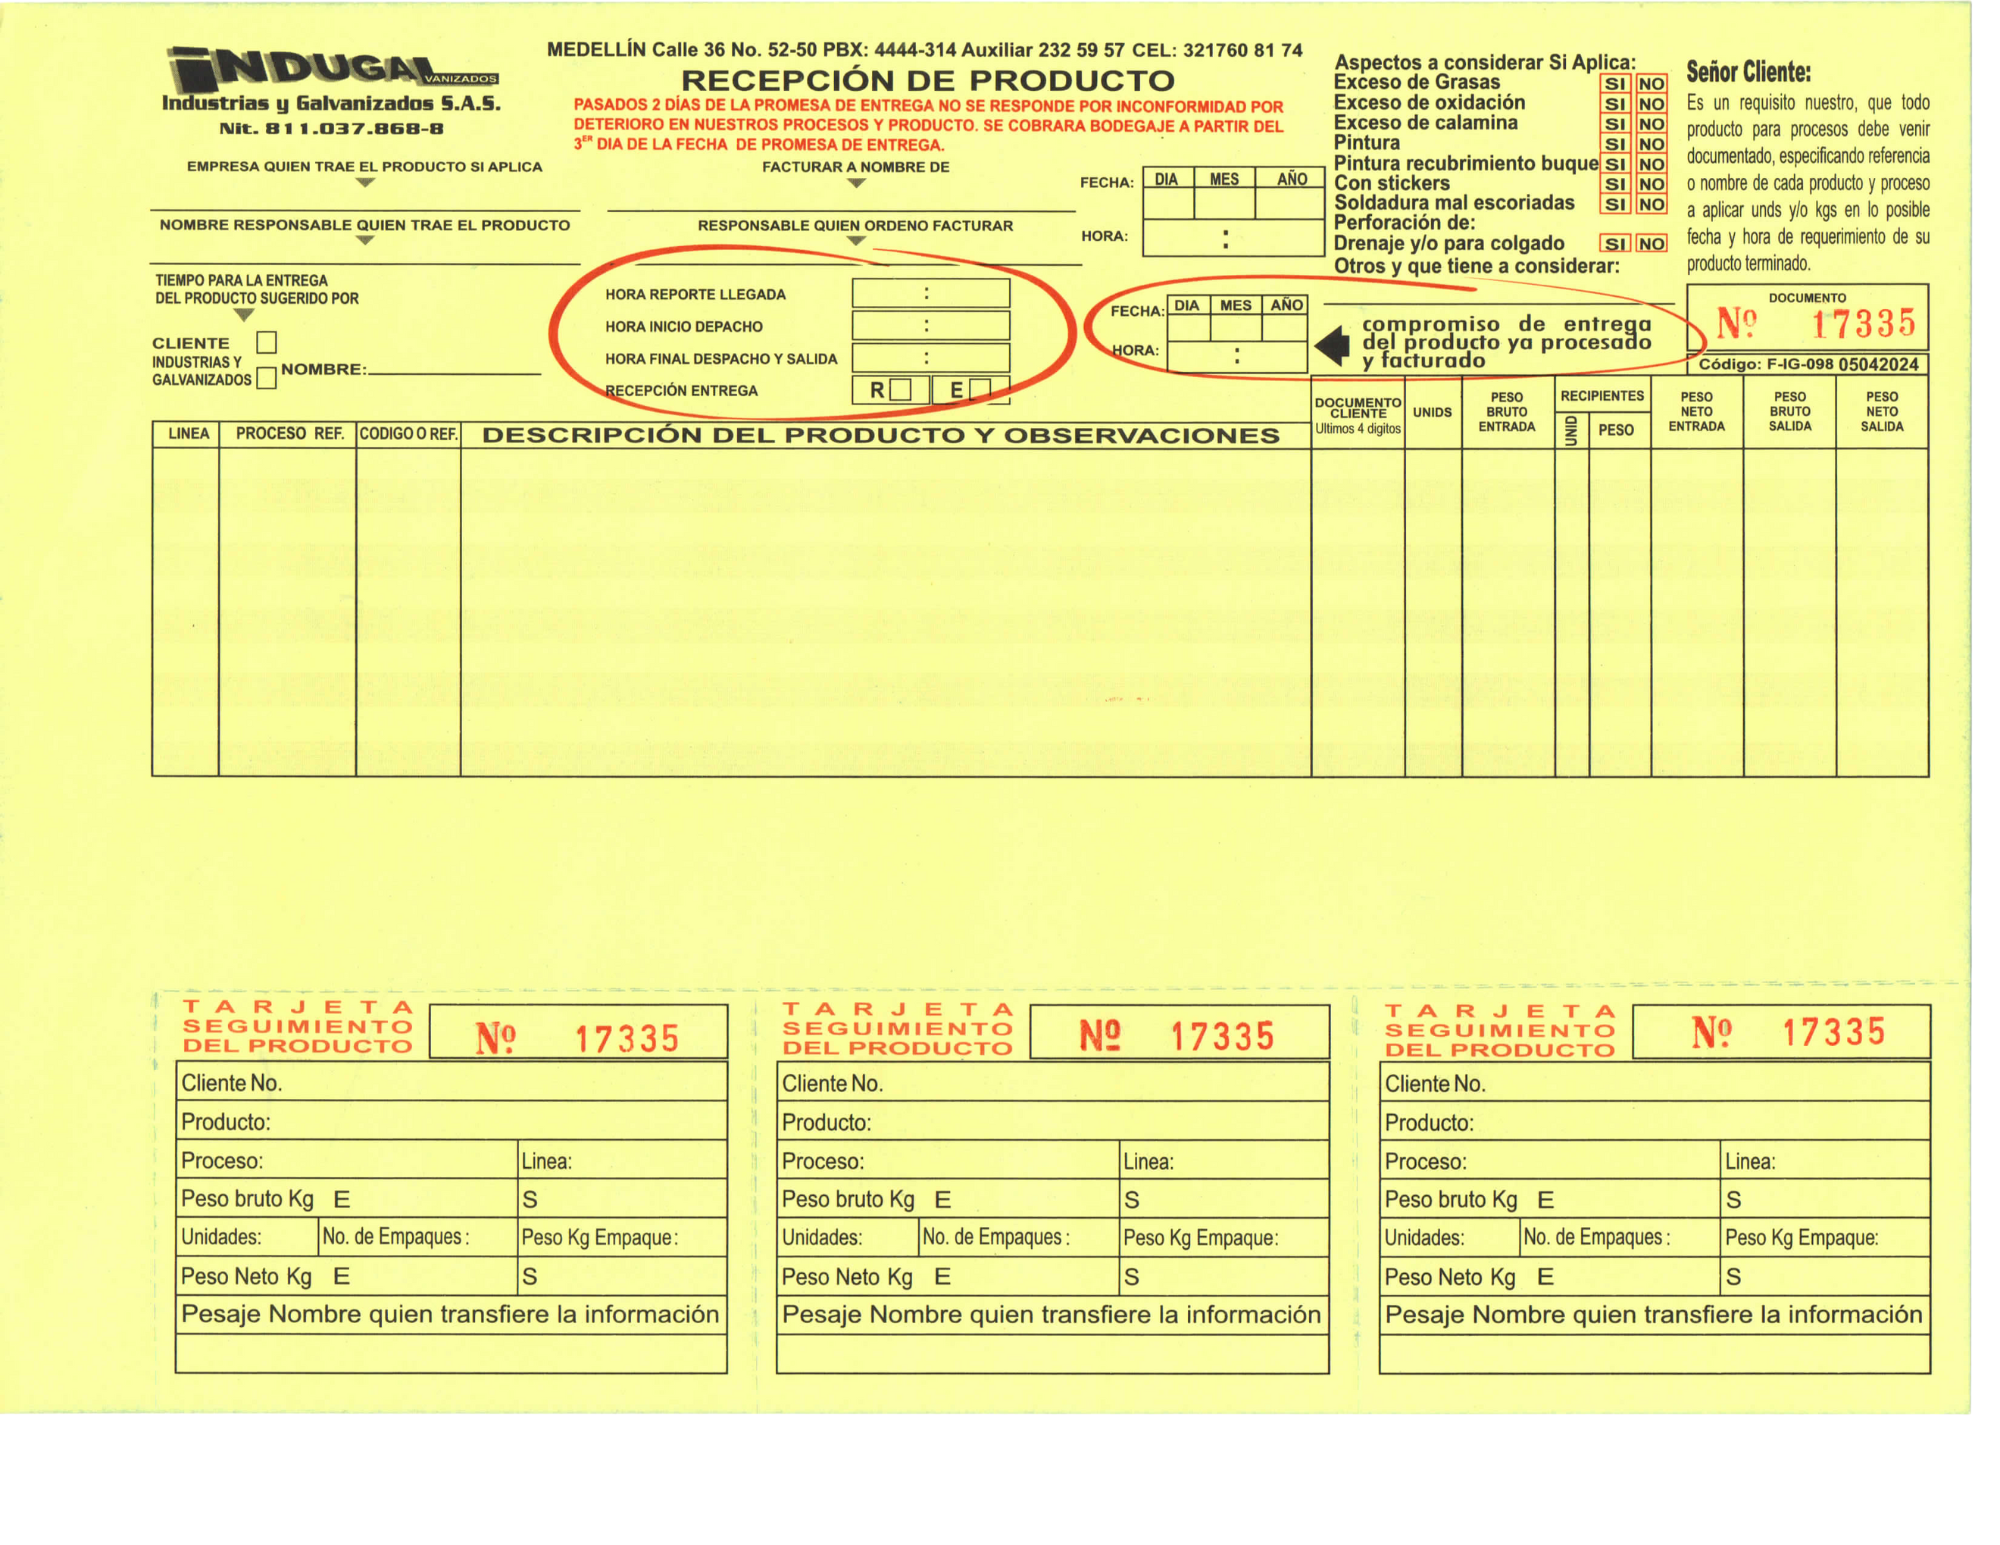 iNDUGAL
VANIZADOS
Industrias y Galvanizados S.A.S.
Nit. 811.037.868-8
MEDELLÍN Calle 36 No. 52-50 PBX: 4444-314 Auxiliar 232 59 57 CEL: 321760 81 74
RECEPCIÓN DE PRODUCTO
PASADOS 2 DÍAS DE LA PROMESA DE ENTREGA NO SE RESPONDE POR INCONFORMIDAD POR
DETERIORO EN NUESTROS PROCESOS Y PRODUCTO. SE COBRARA BODEGAJE A PARTIR DEL
3ER DIA DE LA FECHA DE PROMESA DE ENTREGA.
EMPRESA QUIEN TRAE EL PRODUCTO SI APLICA
FACTURAR A NOMBRE DE
NOMBRE RESPONSABLE QUIEN TRAE EL PRODUCTO
RESPONSABLE QUIEN ORDENO FACTURAR
FECHA: DIA MES AÑO
HORA: :
Aspectos a considerar Si Aplica:
Exceso de Grasas SI NO
Exceso de oxidación SI NO
Exceso de calamina SI NO
Pintura SI NO
Pintura recubrimiento buque SI NO
Con stickers SI NO
Soldadura mal escoriadas SI NO
Perforación de:
Drenaje y/o para colgado SI NO
Otros y que tiene a considerar:
Señor Cliente:
Es un requisito nuestro, que todo
producto para procesos debe venir
documentado, especificando referencia
o nombre de cada producto y proceso
a aplicar unds y/o kgs en lo posible
fecha y hora de requerimiento de su
producto terminado.
TIEMPO PARA LA ENTREGA
DEL PRODUCTO SUGERIDO POR
CLIENTE
INDUSTRIAS Y
GALVANIZADOS
NOMBRE:
HORA REPORTE LLEGADA :
HORA INICIO DEPACHO :
HORA FINAL DESPACHO Y SALIDA :
RECEPCIÓN ENTREGA R E
FECHA: DIA MES AÑO
HORA: :
compromiso de entrega
del producto ya procesado
y facturado
DOCUMENTO
Nº 17335
Código: F-IG-098 05042024
LINEA PROCESO REF. CODIGO O REF. DESCRIPCIÓN DEL PRODUCTO Y OBSERVACIONES
DOCUMENTO
CLIENTE
Ultimos 4 digitos
UNIDS
PESO
BRUTO
ENTRADA
RECIPIENTES
UNID PESO
PESO
NETO
ENTRADA
PESO
BRUTO
SALIDA
PESO
NETO
SALIDA
TARJETA
SEGUIMIENTO
DEL PRODUCTO
Nº 17335
Cliente No.
Producto:
Proceso: Linea:
Peso bruto Kg E S
Unidades: No. de Empaques: Peso Kg Empaque:
Peso Neto Kg E S
Pesaje Nombre quien transfiere la información
TARJETA
SEGUIMIENTO
DEL PRODUCTO
Nº 17335
Cliente No.
Producto:
Proceso: Linea:
Peso bruto Kg E S
Unidades: No. de Empaques: Peso Kg Empaque:
Peso Neto Kg E S
Pesaje Nombre quien transfiere la información
TARJETA
SEGUIMIENTO
DEL PRODUCTO
Nº 17335
Cliente No.
Producto:
Proceso: Linea:
Peso bruto Kg E S
Unidades: No. de Empaques: Peso Kg Empaque:
Peso Neto Kg E S
Pesaje Nombre quien transfiere la información